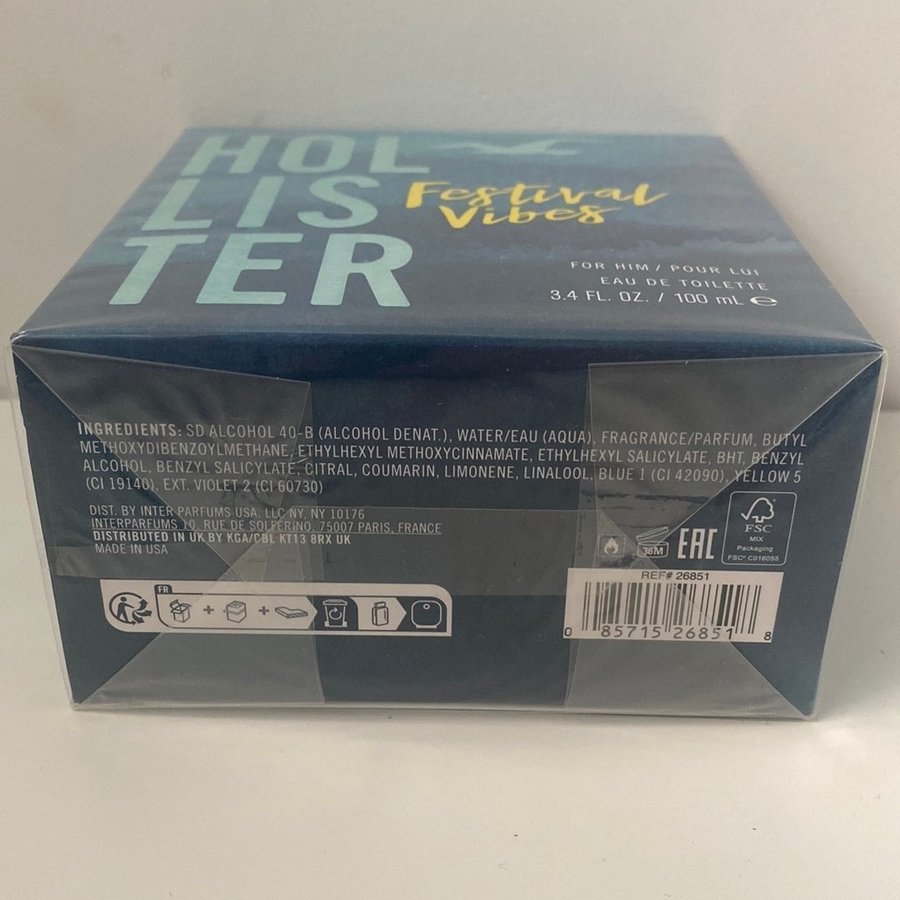 HOL
LIS
TER
Festival
Vibes
FOR HIM / POUR LUI
EAU DE TOILETTE
3.4 FL. OZ. / 100 mL ℮
INGREDIENTS: SD ALCOHOL 40-B (ALCOHOL DENAT.), WATER/EAU (AQUA), FRAGRANCE/PARFUM, BUTYL
METHOXYDIBENZOYLMETHANE, ETHYLHEXYL METHOXYCINNAMATE, ETHYLHEXYL SALICYLATE, BHT, BENZYL
ALCOHOL, BENZYL SALICYLATE, CITRAL, COUMARIN, LIMONENE, LINALOOL, BLUE 1 (CI 42090), YELLOW 5
(CI 19140), EXT. VIOLET 2 (CI 60730)
DIST. BY INTER PARFUMS USA, LLC NY, NY 10176
INTERPARFUMS 10, RUE DE SOLFERINO, 75007 PARIS, FRANCE
DISTRIBUTED IN UK BY KGA/CBL KT13 8RX UK
MADE IN USA
36M
EAC
FSC
MIX
Packaging
FSC® C016055
FR
REF# 26851
0 85715 26851 8